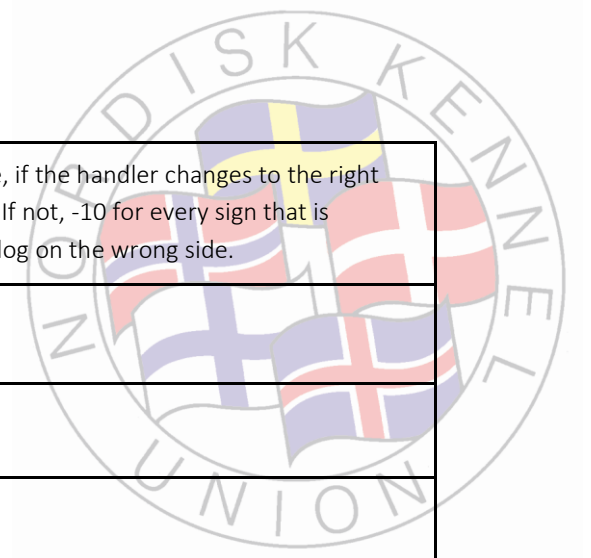 NORDISK KENNEL
e, if the handler changes to the right
If not, -10 for every sign that is
log on the wrong side.
UNION